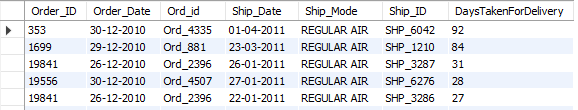 Order_ID Order_Date Ord_id Ship_Date Ship_Mode Ship_ID DaysTakenForDelivery
353 30-12-2010 Ord_4335 01-04-2011 REGULAR AIR SHP_6042 92
1699 29-12-2010 Ord_881 23-03-2011 REGULAR AIR SHP_1210 84
19841 26-12-2010 Ord_2396 26-01-2011 REGULAR AIR SHP_3287 31
19556 30-12-2010 Ord_4507 27-01-2011 REGULAR AIR SHP_6276 28
19841 26-12-2010 Ord_2396 22-01-2011 REGULAR AIR SHP_3286 27